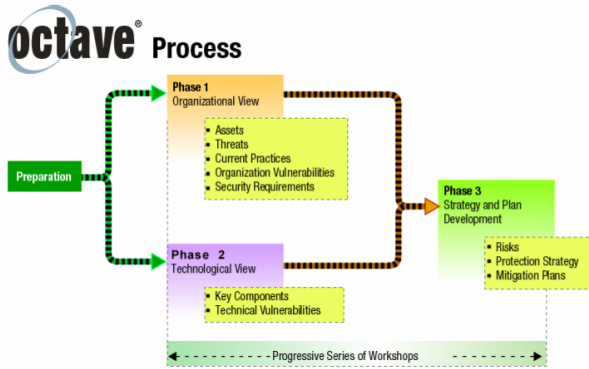 octave® Process
Phase 1
Organizational View
▪ Assets
▪ Threats
▪ Current Practices
▪ Organization Vulnerabilities
▪ Security Requirements
Preparation
Phase 3
Strategy and Plan
Development
▪ Risks
▪ Protection Strategy
▪ Mitigation Plans
Phase 2
Technological View
▪ Key Components
▪ Technical Vulnerabilities
Progressive Series of Workshops